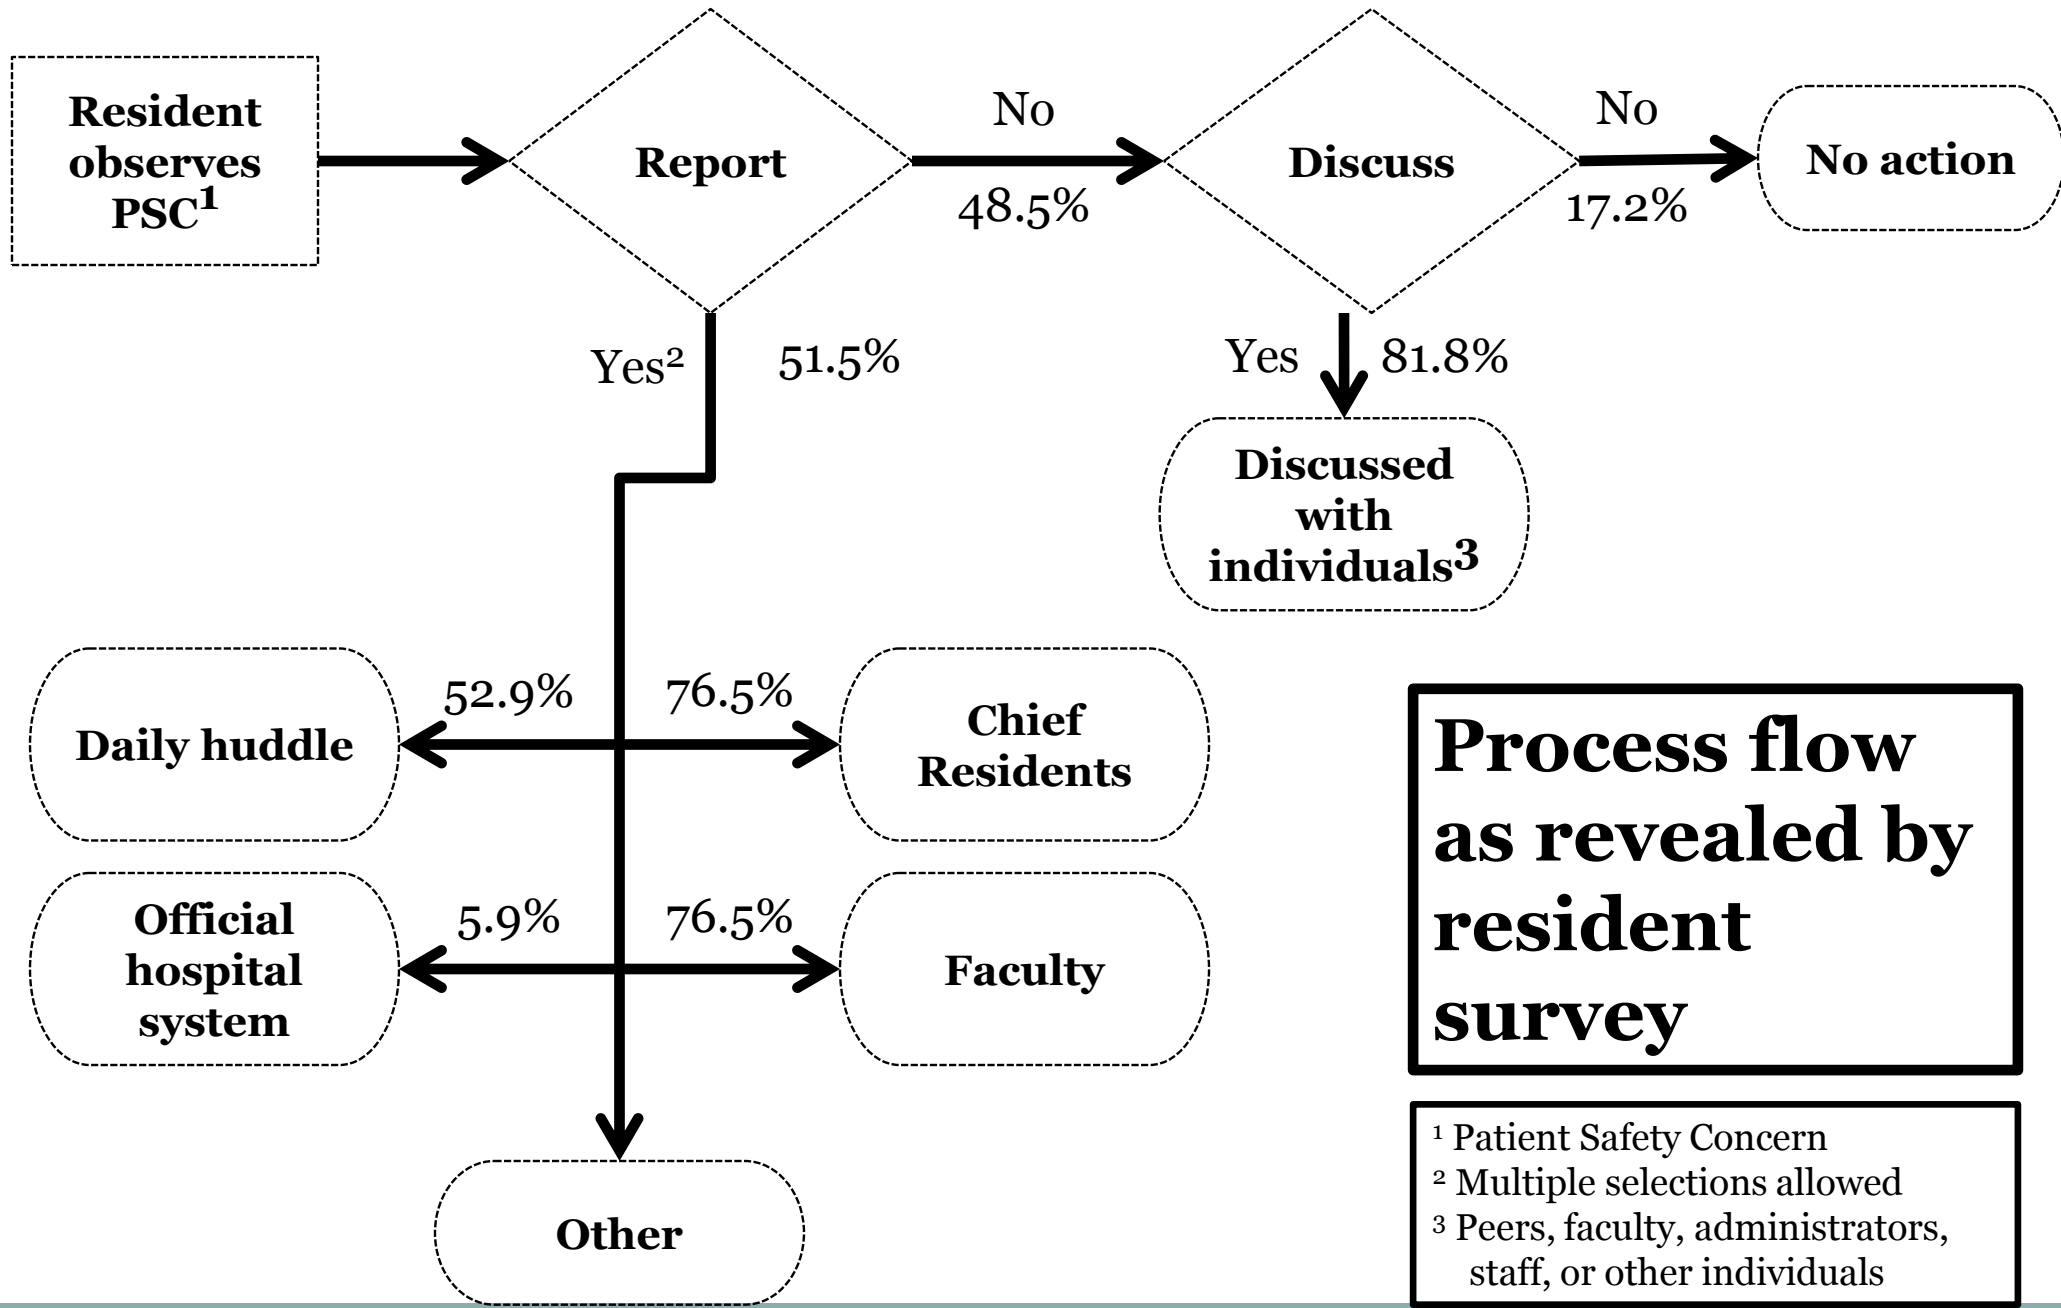 Resident
observes
PSC¹
Report
No
48.5%
Discuss
No
17.2%
No action
Yes²
51.5%
Yes
81.8%
Discussed
with
individuals³
Daily huddle
52.9%
76.5%
Chief
Residents
Official
hospital
system
5.9%
76.5%
Faculty
Other
Process flow
as revealed by
resident
survey
¹ Patient Safety Concern
² Multiple selections allowed
³ Peers, faculty, administrators,
staff, or other individuals